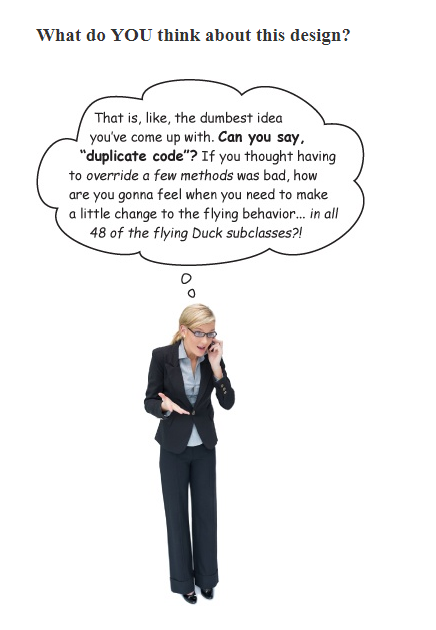 What do YOU think about this design?
That is, like, the dumbest idea
you've come up with. Can you say,
“duplicate code”? If you thought having
to override a few methods was bad, how
are you gonna feel when you need to make
a little change to the flying behavior... in all
48 of the flying Duck subclasses?!